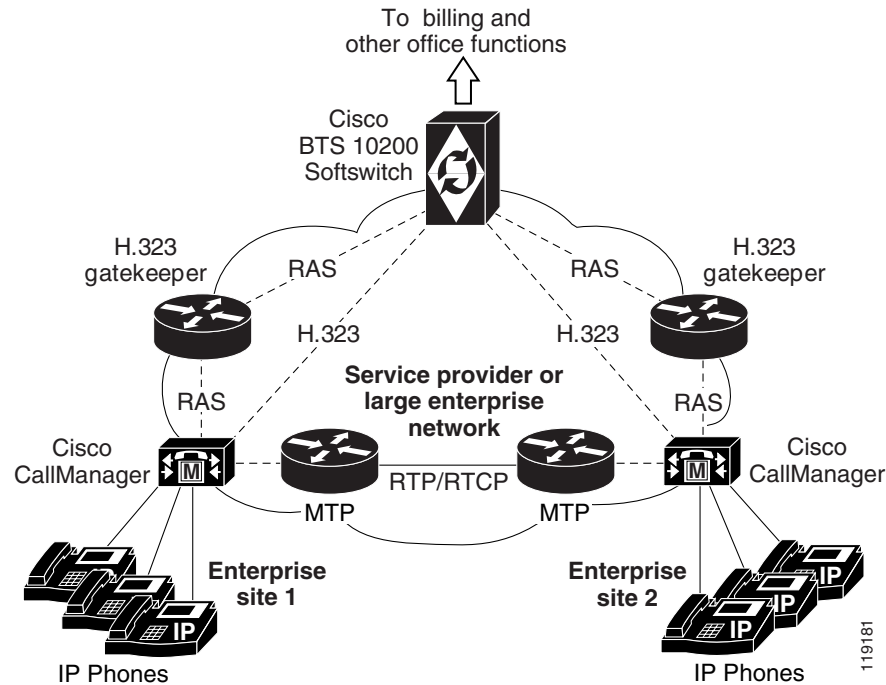 To billing and
other office functions
Cisco
BTS 10200
Softswitch
H.323
gatekeeper
H.323
gatekeeper
RAS
RAS
H.323
H.323
Service provider or
large enterprise
network
RAS
RAS
Cisco
CallManager
Cisco
CallManager
M
M
RTP/RTCP
MTP
MTP
Enterprise
site 1
Enterprise
site 2
IP
IP
IP
IP
IP Phones
IP Phones
119181